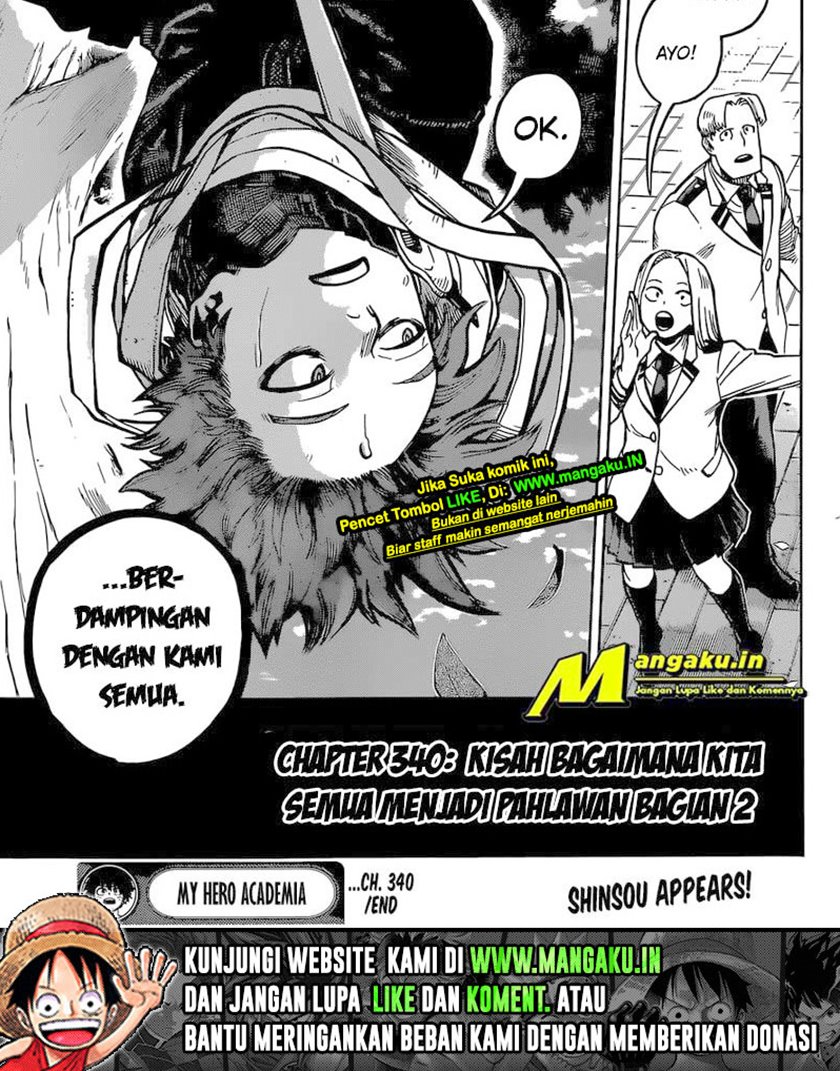 AYO!
OK.
Jika Suka komik ini,
Pencet Tombol LIKE, Di: WWW.mangaku.IN
Bukan di website lain
Biar staff makin semangat nerjemahin
...BER-
DAMPINGAN
DENGAN KAMI
SEMUA.
Mangaku.in
Jangan Lupa Like dan Komennya
CHAPTER 340: KISAH BAGAIMANA KITA
SEMUA MENJADI PAHLAWAN BAGIAN 2
MY HERO ACADEMIA
...CH. 340
/END
SHINSOU APPEARS!
KUNJUNGI WEBSITE KAMI DI WWW.MANGAKU.IN
DAN JANGAN LUPA LIKE DAN KOMENT. ATAU
BANTU MERINGANKAN BEBAN KAMI DENGAN MEMBERIKAN DONASI